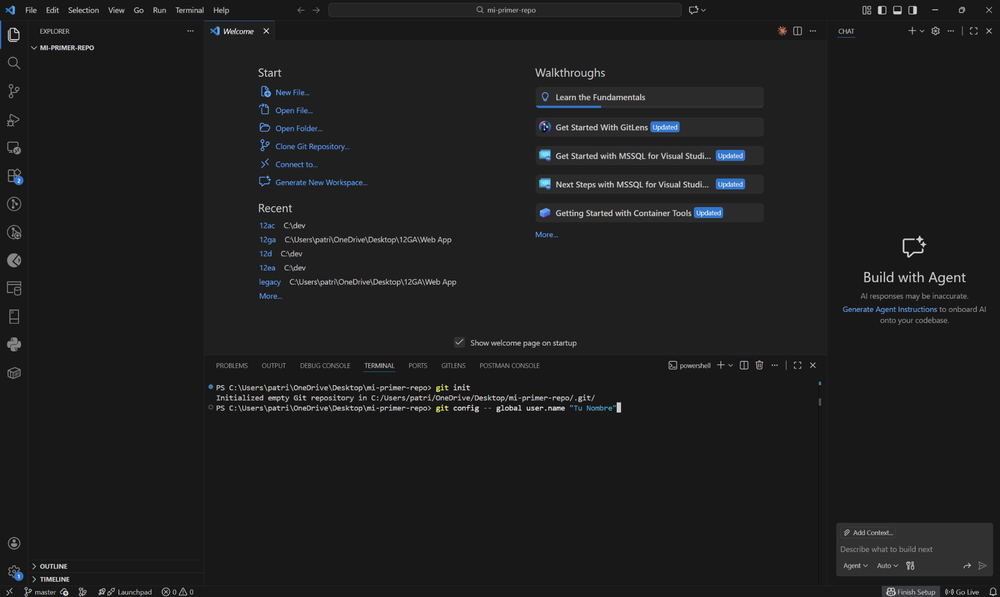 File Edit Selection View Go Run Terminal Help
mi-primer-repo
EXPLORER
MI-PRIMER-REPO
Welcome
Start
New File...
Open File...
Open Folder...
Clone Git Repository...
Connect to...
Generate New Workspace...
Recent
12ac C:\dev
12ga C:\Users\patri\OneDrive\Desktop\12GA\Web App
12d C:\dev
12ea C:\dev
legacy C:\Users\patri\OneDrive\Desktop\12GA\Web App
More...
Walkthroughs
Learn the Fundamentals
Get Started With GitLens Updated
Get Started with MSSQL for Visual Studi... Updated
Next Steps with MSSQL for Visual Studi... Updated
Getting Started with Container Tools Updated
More...
Show welcome page on startup
PROBLEMS OUTPUT DEBUG CONSOLE TERMINAL PORTS GITLENS POSTMAN CONSOLE
powershell
PS C:\Users\patri\OneDrive\Desktop\mi-primer-repo> git init
Initialized empty Git repository in C:/Users/patri/OneDrive/Desktop/mi-primer-repo/.git/
PS C:\Users\patri\OneDrive\Desktop\mi-primer-repo> git config -- global user.name "Tu Nombre"
CHAT
Build with Agent
AI responses may be inaccurate.
Generate Agent Instructions to onboard AI
onto your codebase.
Add Context...
Describe what to build next
Agent Auto
2
1
OUTLINE
TIMELINE
master Launchpad 0 0
Finish Setup Go Live